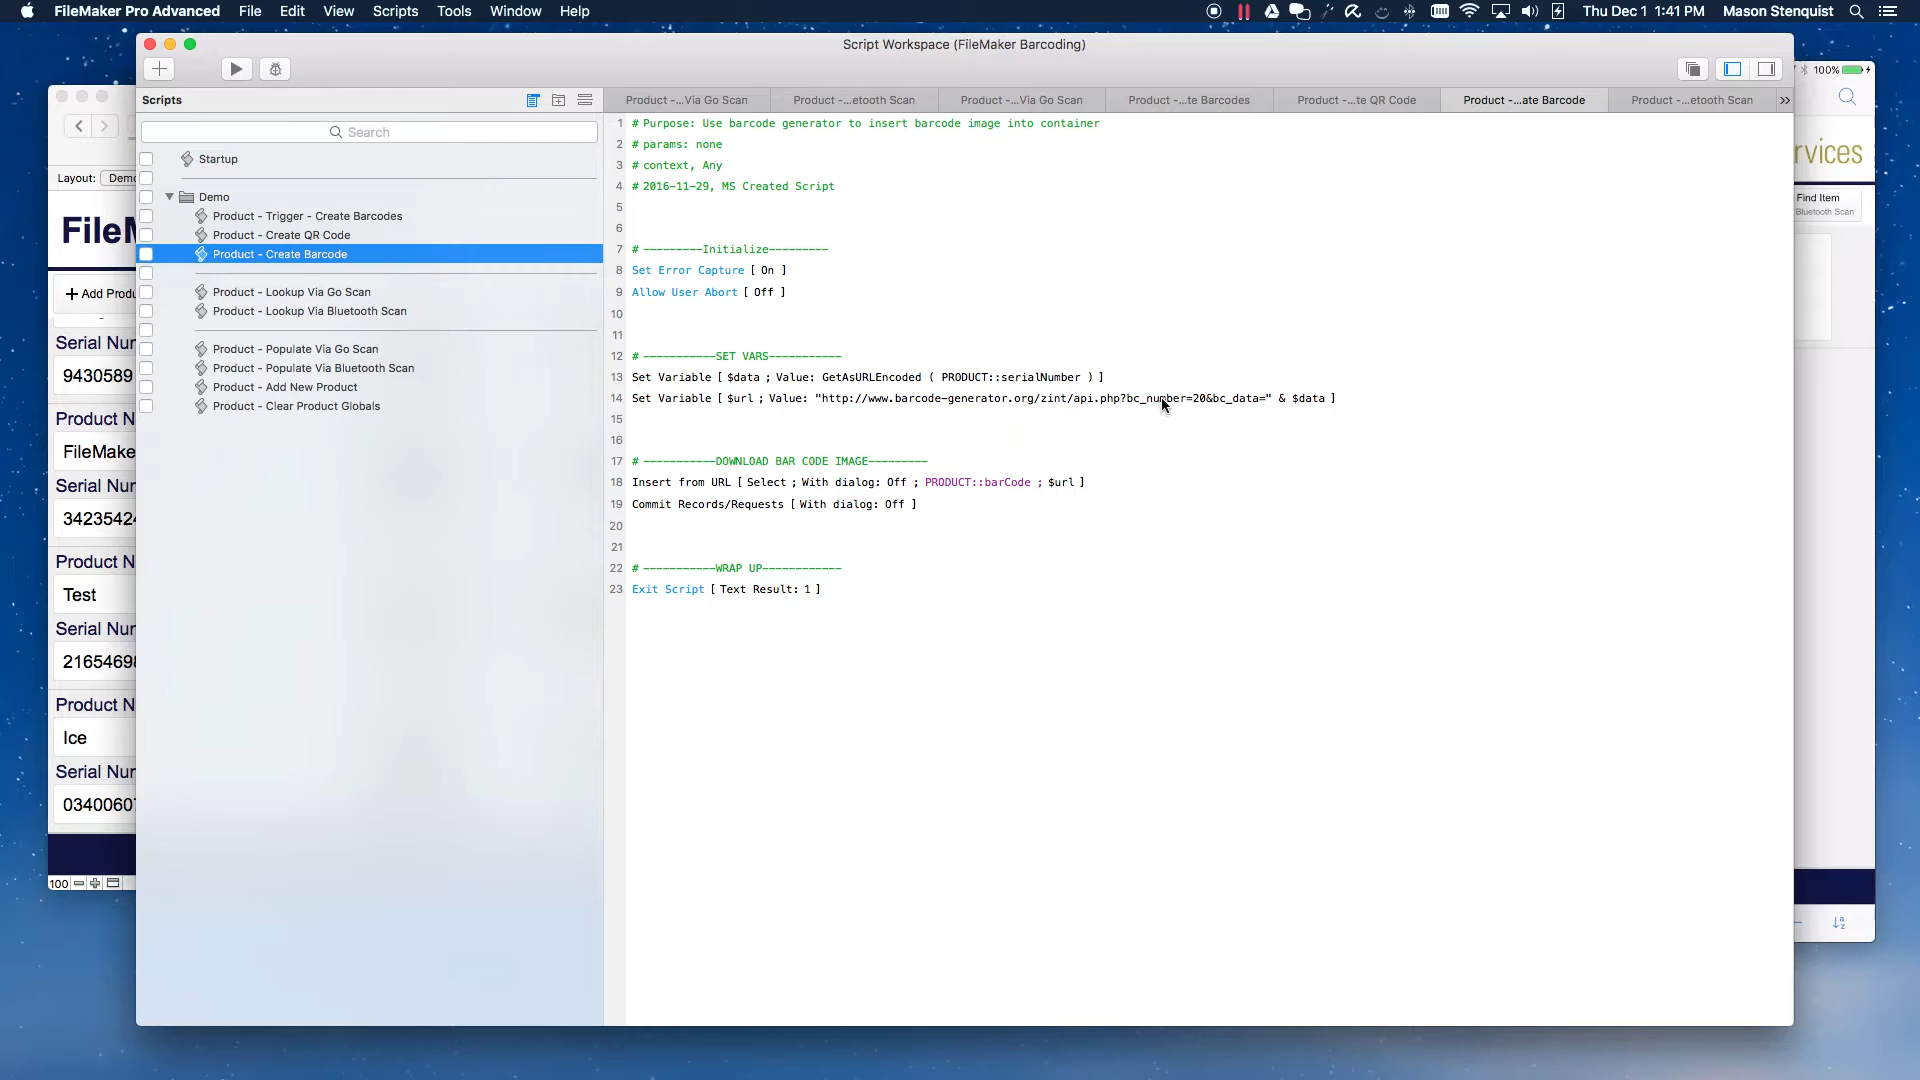 FileMaker Pro Advanced File Edit View Scripts Tools Window Help
Thu Dec 1 1:41 PM Mason Stenquist
Script Workspace (FileMaker Barcoding)
100%
Scripts
Product -...Via Go Scan
Product -...etooth Scan
Product -...Via Go Scan
Product -...te Barcodes
Product -...te QR Code
Product -...ate Barcode
Product -...etooth Scan
Search
Startup
Demo
Product - Trigger - Create Barcodes
Product - Create QR Code
Product - Create Barcode
Product - Lookup Via Go Scan
Product - Lookup Via Bluetooth Scan
Product - Populate Via Go Scan
Product - Populate Via Bluetooth Scan
Product - Add New Product
Product - Clear Product Globals
1 # Purpose: Use barcode generator to insert barcode image into container
2 # params: none
3 # context, Any
4 # 2016-11-29, MS Created Script
5
6
7 # ---------Initialize---------
8 Set Error Capture [ On ]
9 Allow User Abort [ Off ]
10
11
12 # -----------SET VARS-----------
13 Set Variable [ $data ; Value: GetAsURLEncoded ( PRODUCT::serialNumber ) ]
14 Set Variable [ $url ; Value: "http://www.barcode-generator.org/zint/api.php?bc_number=20&bc_data=" & $data ]
15
16
17 # -----------DOWNLOAD BAR CODE IMAGE---------
18 Insert from URL [ Select ; With dialog: Off ; PRODUCT::barCode ; $url ]
19 Commit Records/Requests [ With dialog: Off ]
20
21
22 # -----------WRAP UP------------
23 Exit Script [ Text Result: 1 ]
Layout: Demo
FileM
+ Add Produ
Serial Nur
9430589
Product N
FileMake
Serial Nur
3423542
Product N
Test
Serial Nur
2165469
Product N
Ice
Serial Nur
0340060
100
rvices
Find Item
Bluetooth Scan